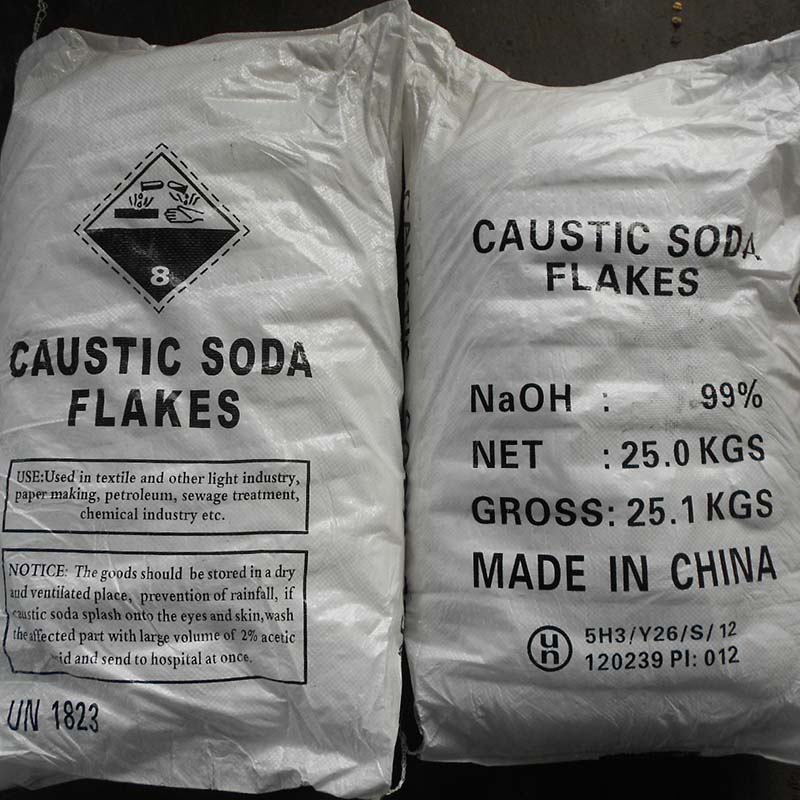 8
CAUSTIC SODA
FLAKES
USE:Used in textile and other light industry,
paper making, petroleum, sewage treatment,
chemical industry etc.
NOTICE: The goods should be stored in a dry
and ventilated place, prevention of rainfall, if
caustic soda splash onto the eyes and skin,wash
the affected part with large volume of 2% acetic
id and send to hospital at once.
UN 1823
CAUSTIC SODA
FLAKES
NaOH : 99%
NET : 25.0 KGS
GROSS: 25.1 KGS
MADE IN CHINA
un 5H3/Y26/S/12
120239 PI: 012